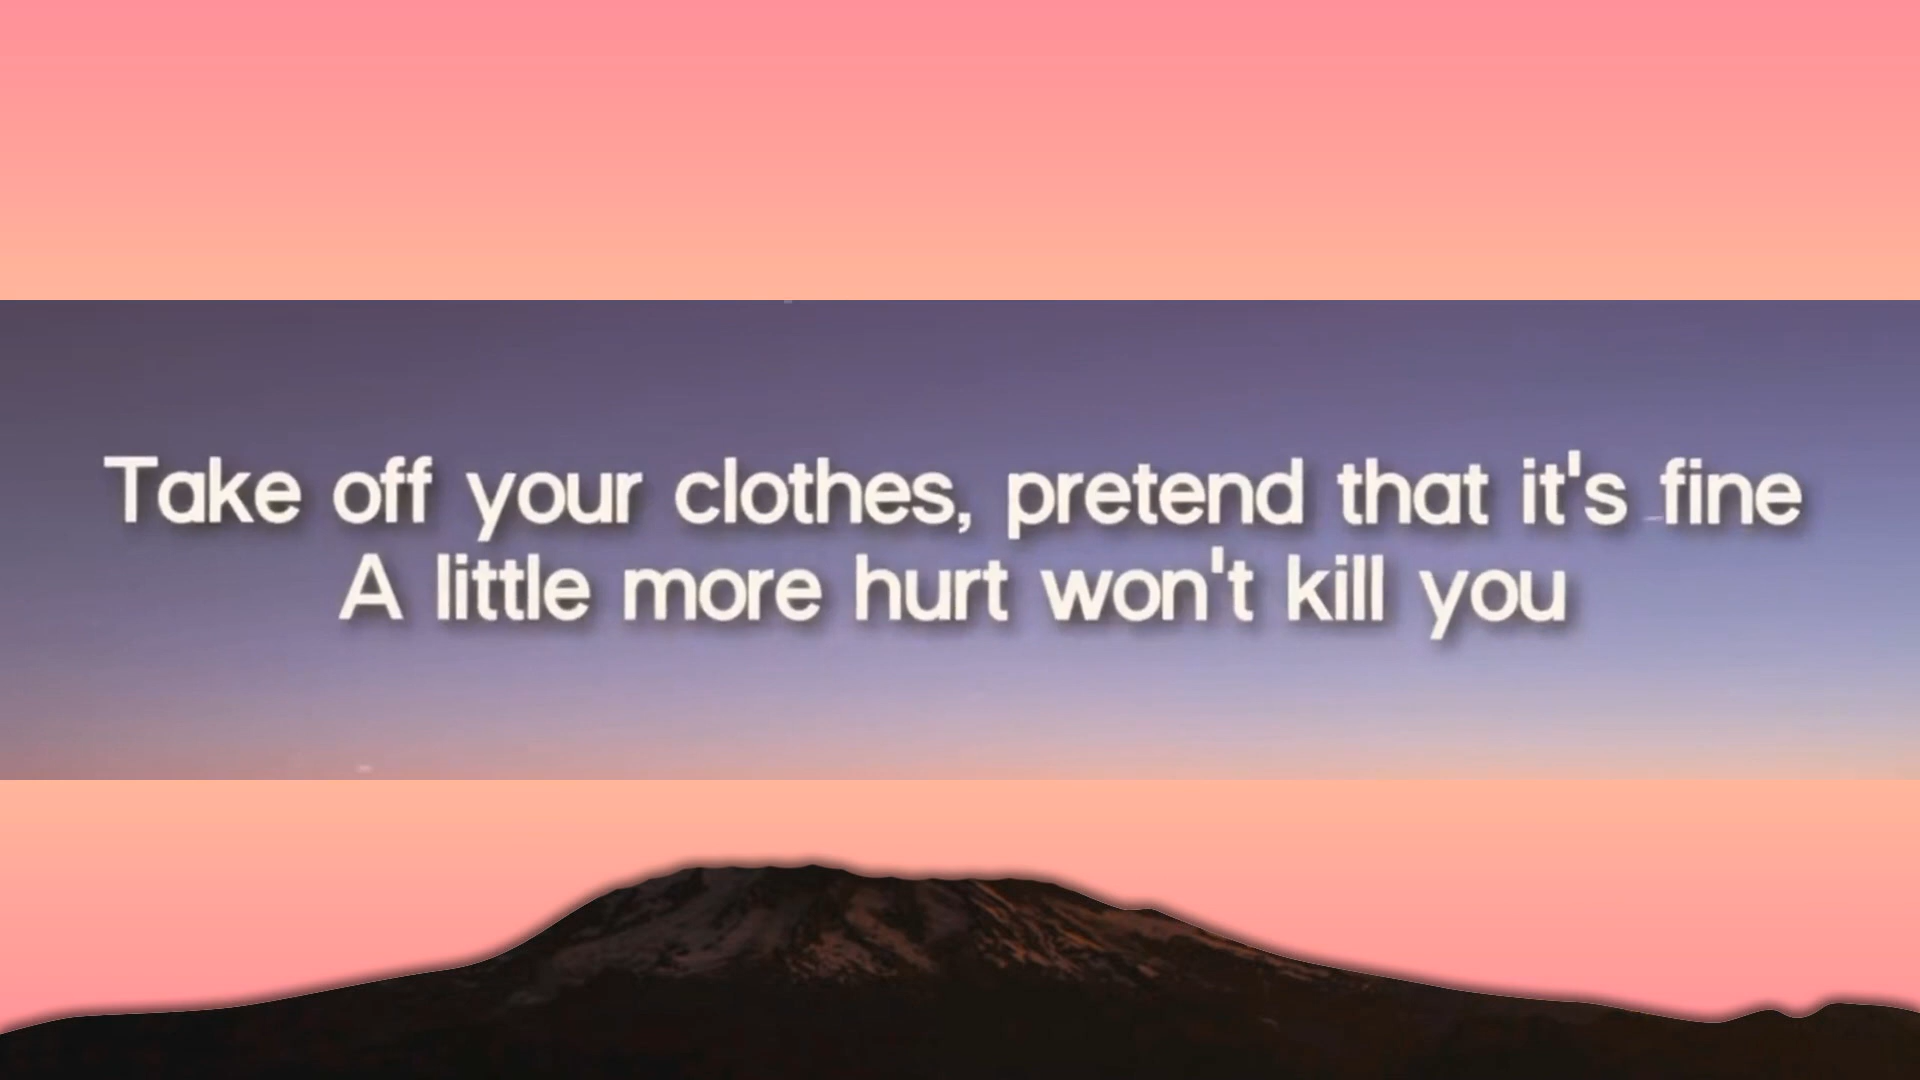 Take off your clothes, pretend that it's fine
A little more hurt won't kill you